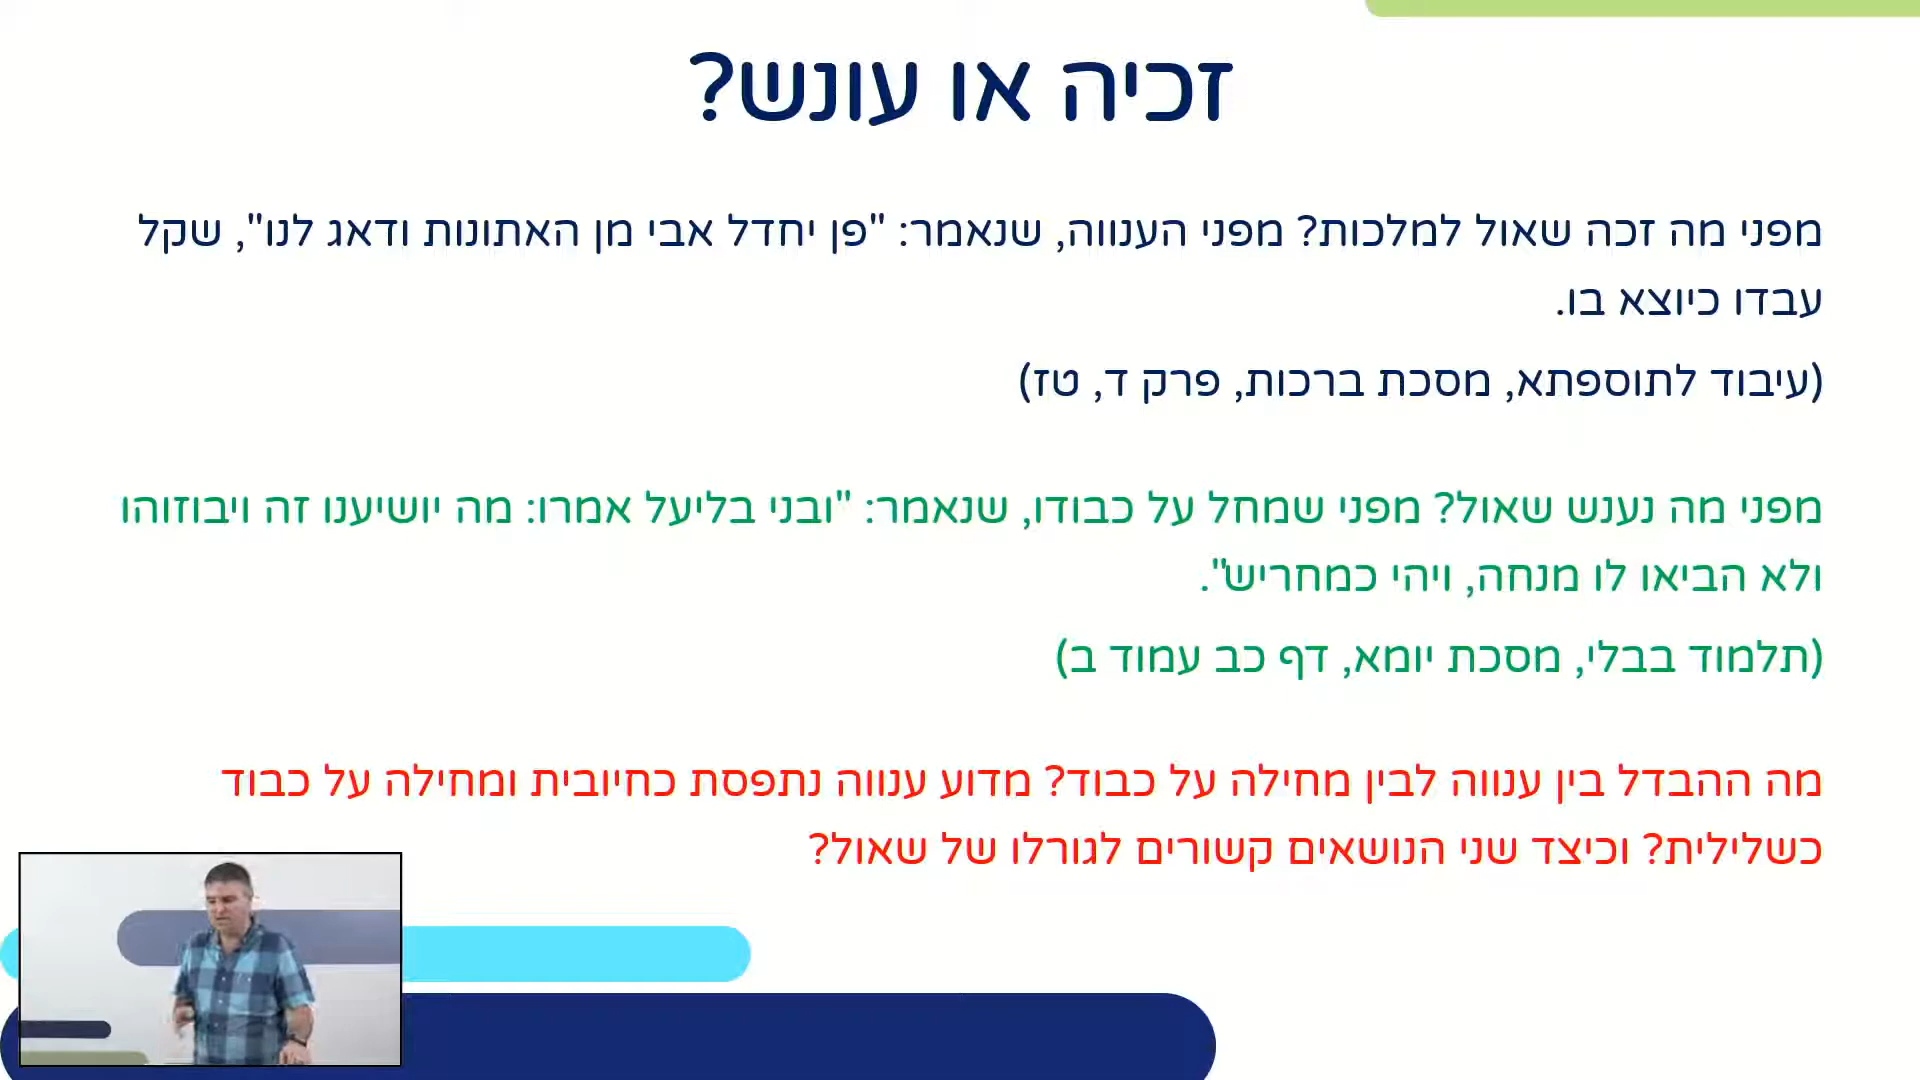 זכיה או עונש?
מפני מה זכה שאול למלכות? מפני הענווה, שנאמר: "פן יחדל אבי מן האתונות ודאג לנו", שקל
עבדו כיוצא בו.
(עיבוד לתוספתא, מסכת ברכות, פרק ד, טז)
מפני מה נענש שאול? מפני שמחל על כבודו, שנאמר: "ובני בליעל אמרו: מה יושיענו זה ויבוזוהו
ולא הביאו לו מנחה, ויהי כמחריש".
(תלמוד בבלי, מסכת יומא, דף כב עמוד ב)
מה ההבדל בין ענווה לבין מחילה על כבוד? מדוע ענווה נתפסת כחיובית ומחילה על כבוד
כשלילית? וכיצד שני הנושאים קשורים לגורלו של שאול?